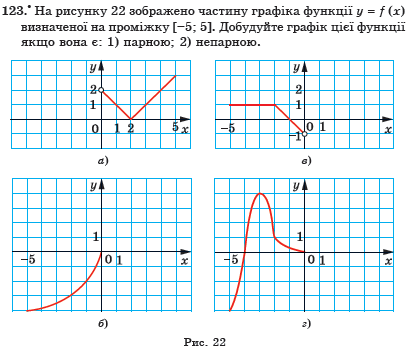 123.• На рисунку 22 зображено частину графіка функції y = f (x)
визначеної на проміжку [−5; 5]. Добудуйте графік цієї функції
якщо вона є: 1) парною; 2) непарною.
y
2
1
0 1 2 5 x
а)
y
−5 0 1 x
−1
в)
y
1
−5 0 1 x
б)
y
1
−5 0 1 x
г)
Рис. 22